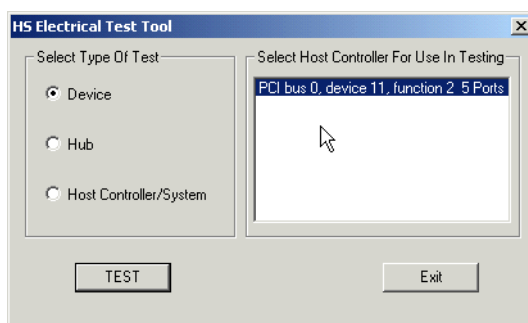 HS Electrical Test Tool
Select Type Of Test
Select Host Controller For Use In Testing
Device
PCI bus 0, device 11, function 2 5 Ports
Hub
Host Controller/System
TEST
Exit